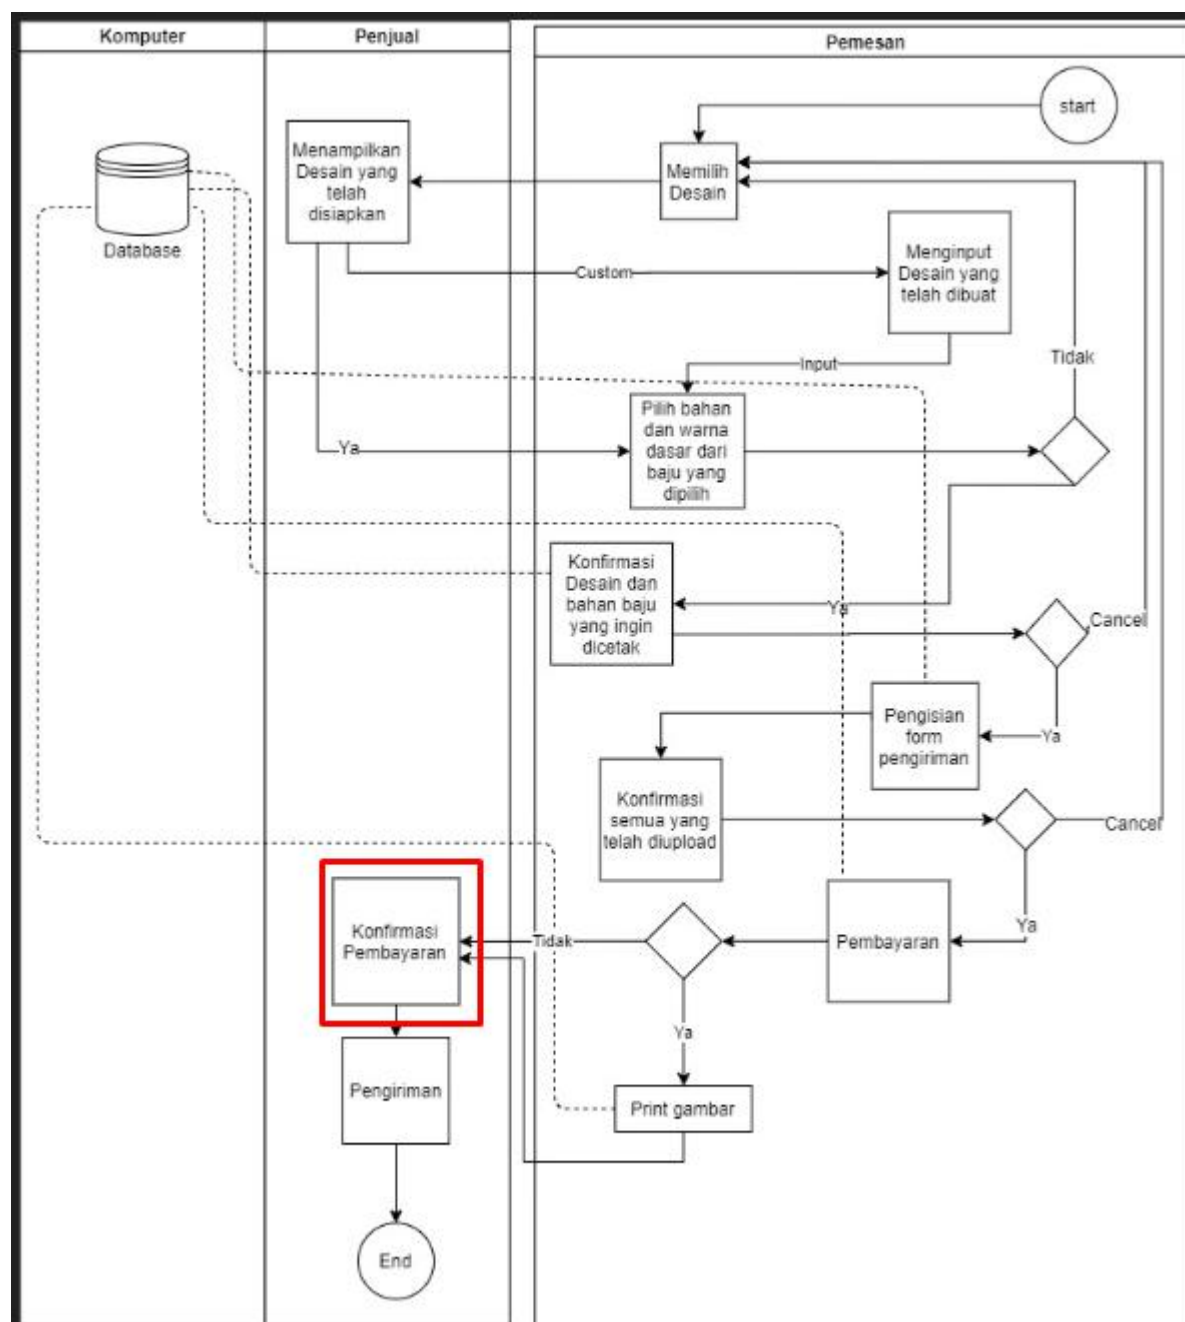 Komputer
Penjual
Pemesan
start
Menampilkan
Desain yang
telah
disiapkan
Memilih
Desain
Database
Custom
Menginput
Desain yang
telah dibuat
Input
Tidak
Pilih bahan
dan warna
dasar dari
baju yang
dipilih
Ya
Konfirmasi
Desain dan
bahan baju
yang ingin
dicetak
Ya
Cancel
Pengisian
form
pengiriman
Ya
Konfirmasi
semua yang
telah diupload
Cancel
Konfirmasi
Pembayaran
Tidak
Pembayaran
Ya
Ya
Pengiriman
Print gambar
End